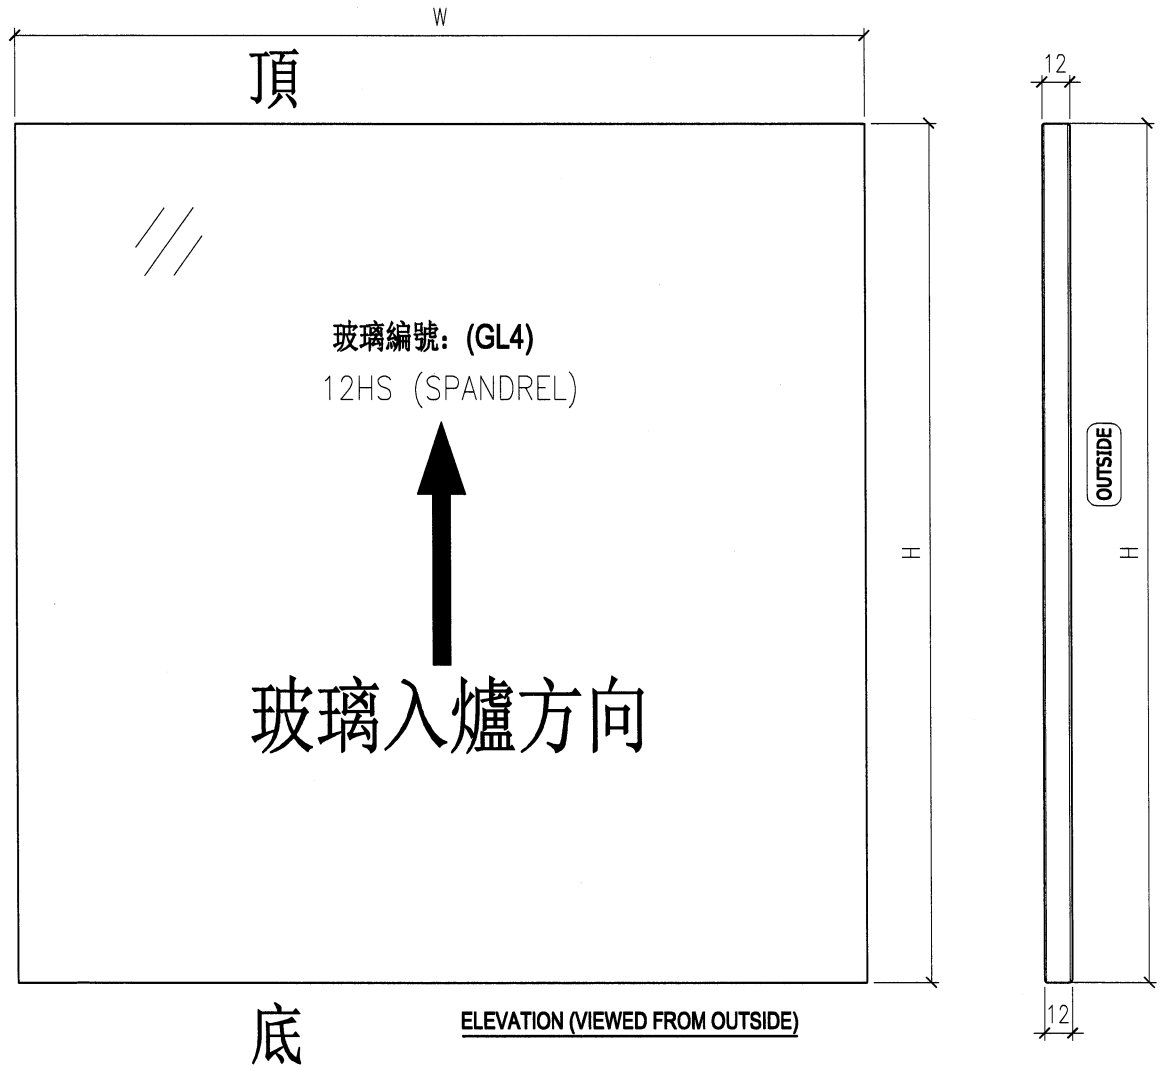 W
頂
12
玻璃編號: (GL4)
12HS (SPANDREL)
OUTSIDE
H
H
玻璃入爐方向
底
ELEVATION (VIEWED FROM OUTSIDE)
12